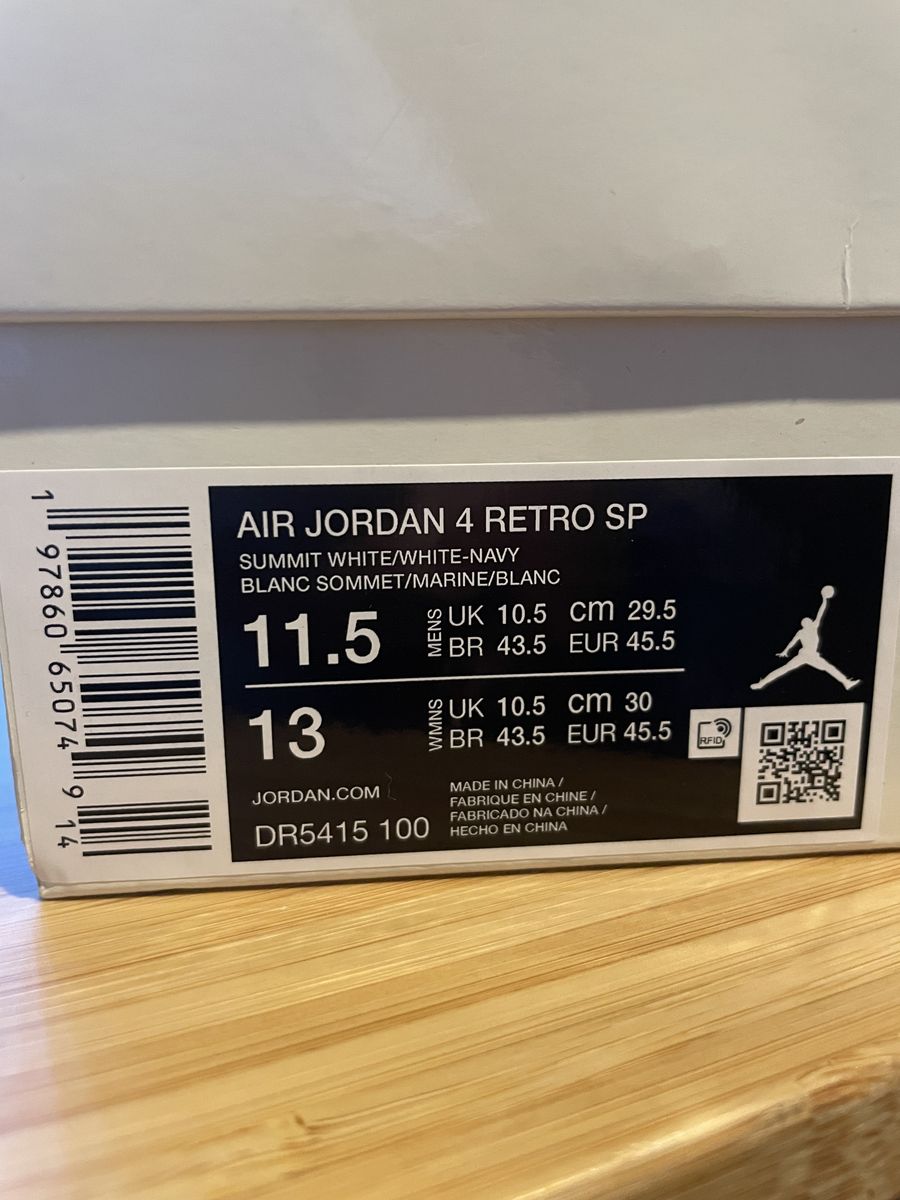 1 97860 65074 9 14
AIR JORDAN 4 RETRO SP
SUMMIT WHITE/WHITE-NAVY
BLANC SOMMET/MARINE/BLANC
11.5 MENS UK 10.5 cm 29.5
BR 43.5 EUR 45.5
13 WMNS UK 10.5 cm 30
BR 43.5 EUR 45.5
RFID
JORDAN.COM
DR5415 100
MADE IN CHINA /
FABRIQUE EN CHINE /
FABRICADO NA CHINA /
HECHO EN CHINA